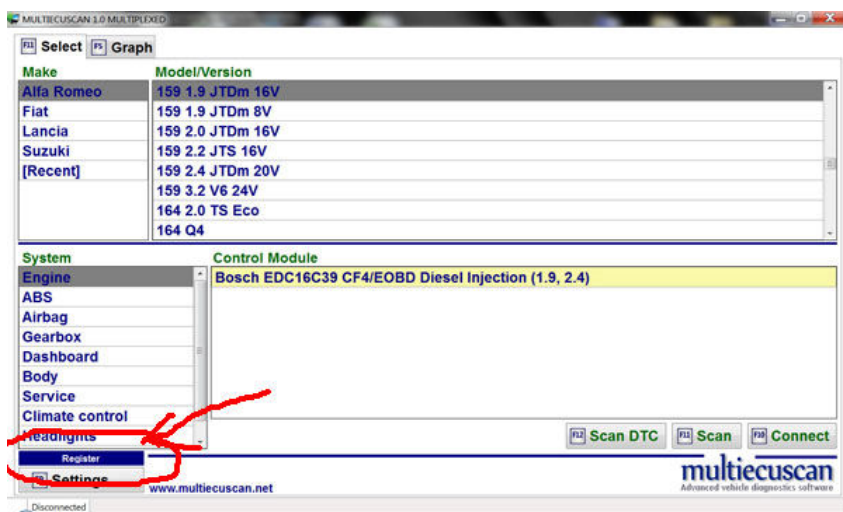 MULTIECUSCAN 1.0 MULTIPLEXED
F11 Select F5 Graph
Make Model/Version
Alfa Romeo 159 1.9 JTDm 16V
Fiat 159 1.9 JTDm 8V
Lancia 159 2.0 JTDm 16V
Suzuki 159 2.2 JTS 16V
[Recent] 159 2.4 JTDm 20V
159 3.2 V6 24V
164 2.0 TS Eco
164 Q4
System Control Module
Engine Bosch EDC16C39 CF4/EOBD Diesel Injection (1.9, 2.4)
ABS
Airbag
Gearbox
Dashboard
Body
Service
Climate control
Headlights
F12 Scan DTC F11 Scan F10 Connect
Register
Settings
www.multiecuscan.net
multiecuscan
Advanced vehicle diagnostics software
Disconnected